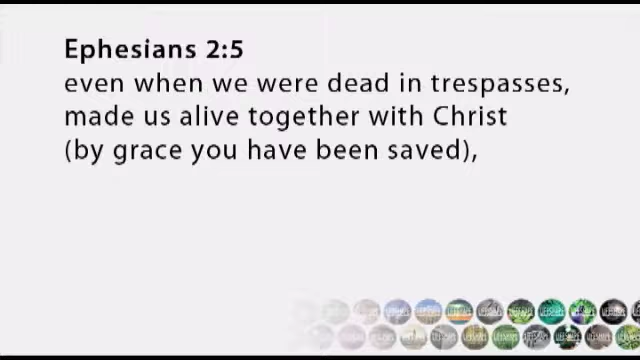 Ephesians 2:5
even when we were dead in trespasses,
made us alive together with Christ
(by grace you have been saved),